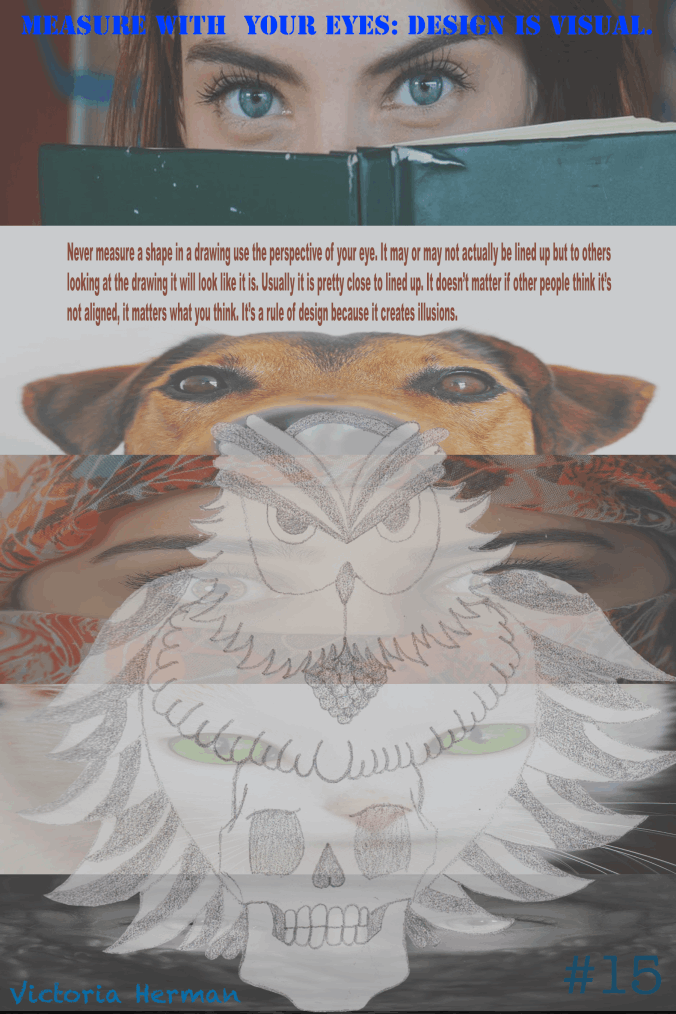 MEASURE WITH YOUR EYES: DESIGN IS VISUAL.
Never measure a shape in a drawing use the perspective of your eye. It may or may not actually be lined up but to others
looking at the drawing it will look like it is. Usually it is pretty close to lined up. It doesn't matter if other people think it's
not aligned, it matters what you think. It's a rule of design because it creates illusions.
#15
Victoria Herman